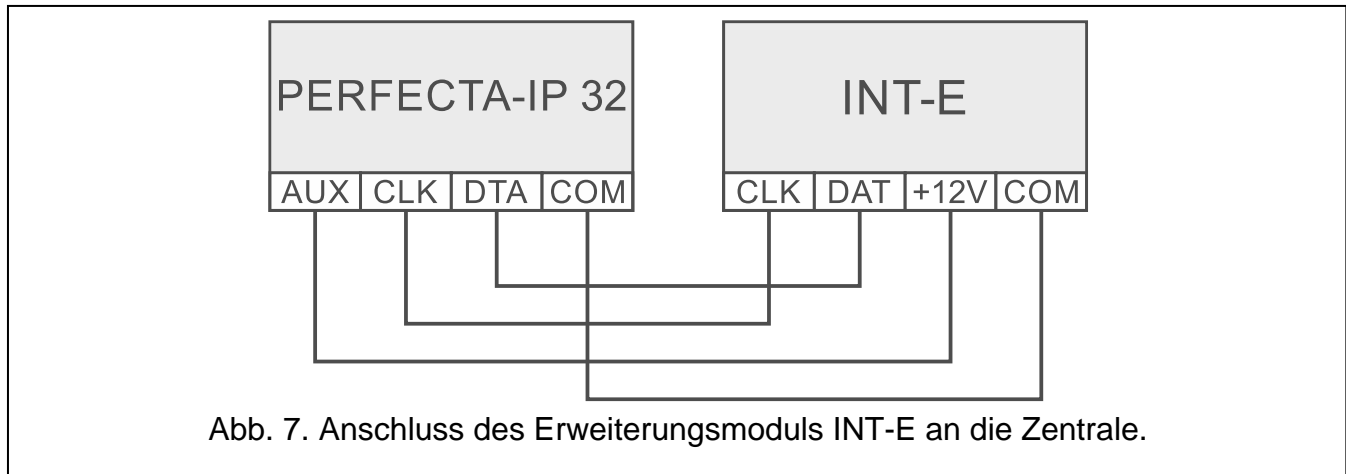 PERFECTA-IP 32
AUX CLK DTA COM
INT-E
CLK DAT +12V COM
Abb. 7. Anschluss des Erweiterungsmoduls INT-E an die Zentrale.